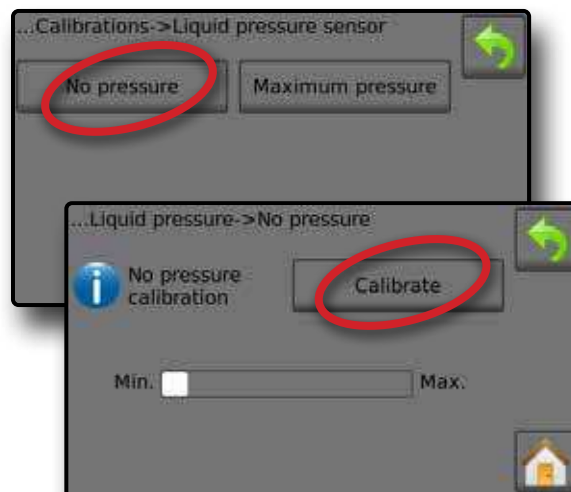 ...Calibrations->Liquid pressure sensor
No pressure Maximum pressure
...Liquid pressure->No pressure
No pressure
calibration
Calibrate
Min. Max.